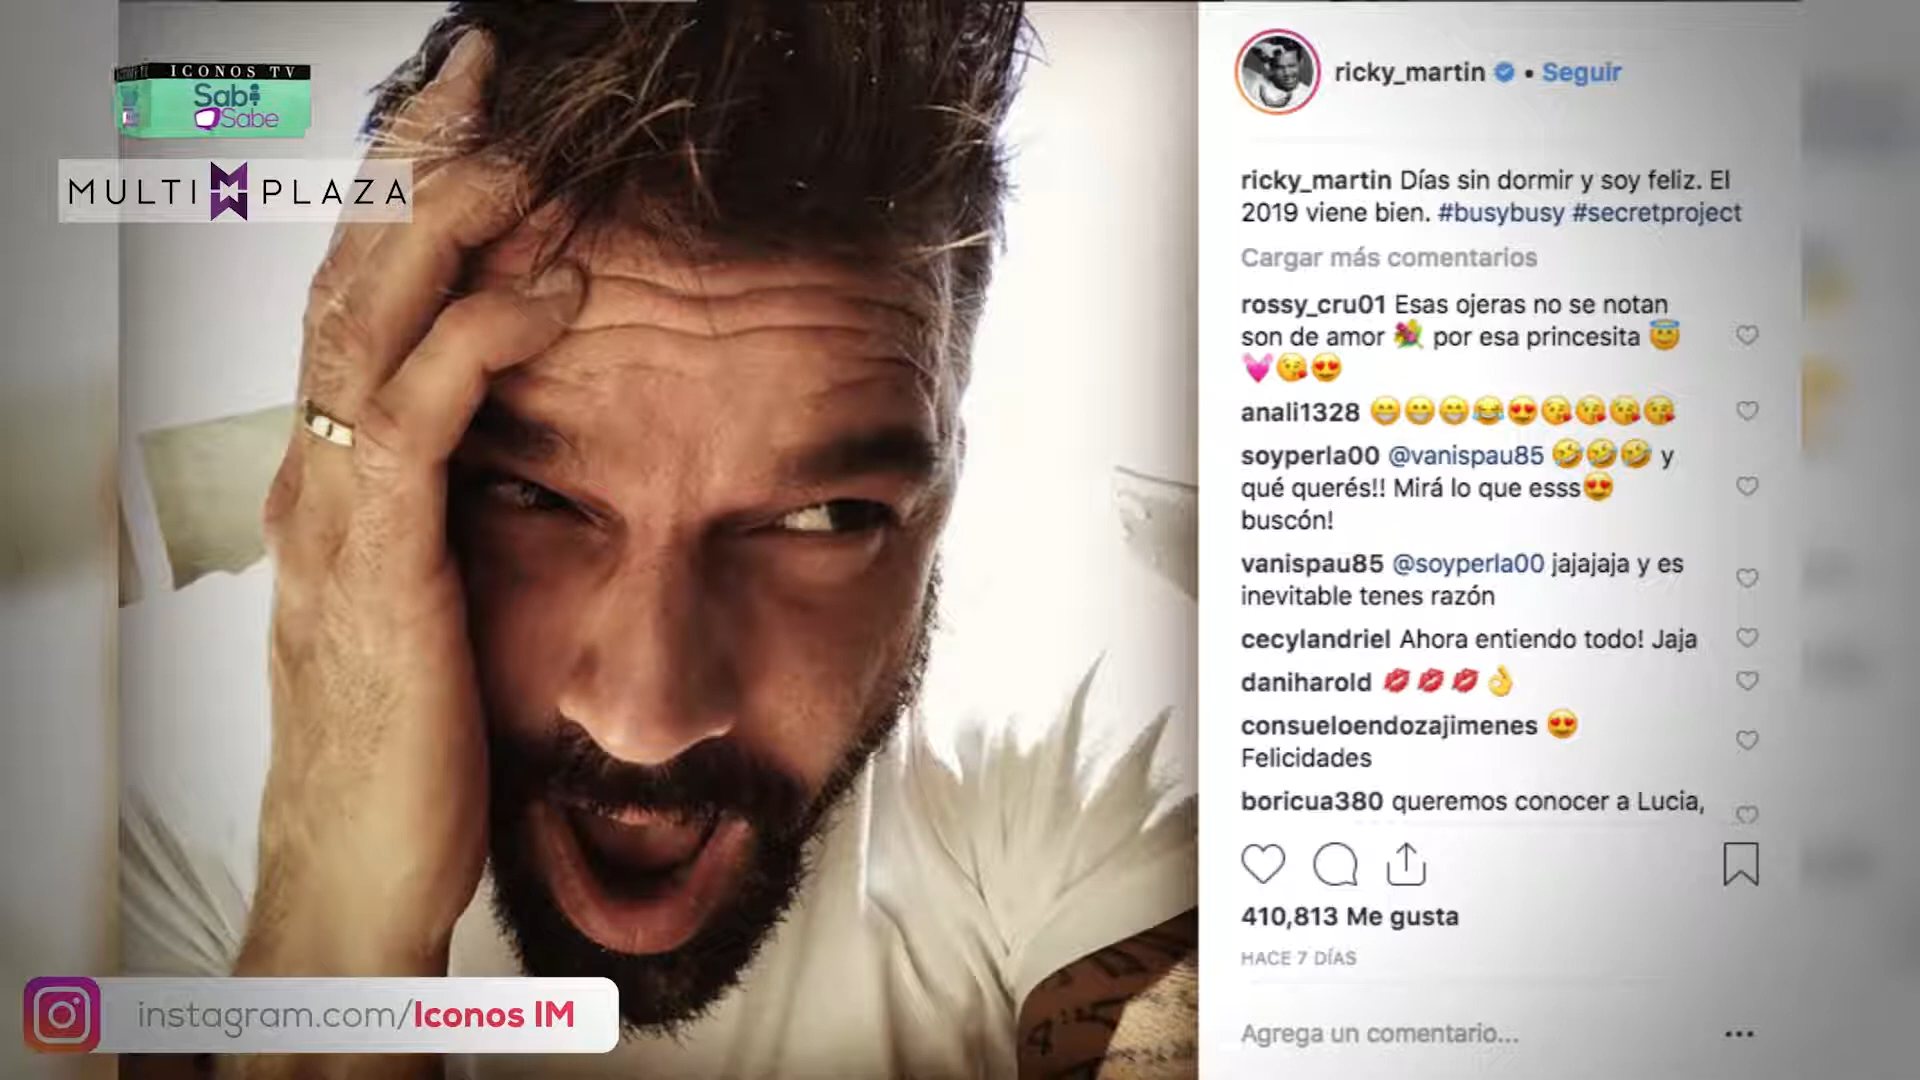 ICONOS TV
Sabi
Sabe
MULTI PLAZA
ricky_martin • Seguir
ricky_martin Días sin dormir y soy feliz. El
2019 viene bien. #busybusy #secretproject
Cargar más comentarios
rossy_cru01 Esas ojeras no se notan
son de amor 💐 por esa princesita 😇
💓😘😍
anali1328 😁😁😁😂😍😘😘😘😘
soyperla00 @vanispau85 🤣🤣🤣 y
qué querés!! Mirá lo que esss😍
buscón!
vanispau85 @soyperla00 jajajaja y es
inevitable tenes razón
cecylandriel Ahora entiendo todo! Jaja
daniharold 💋💋💋👌
consueloendozajimenes 😍
Felicidades
boricua380 queremos conocer a Lucia,
410,813 Me gusta
HACE 7 DÍAS
Agrega un comentario...
instagram.com/Iconos IM